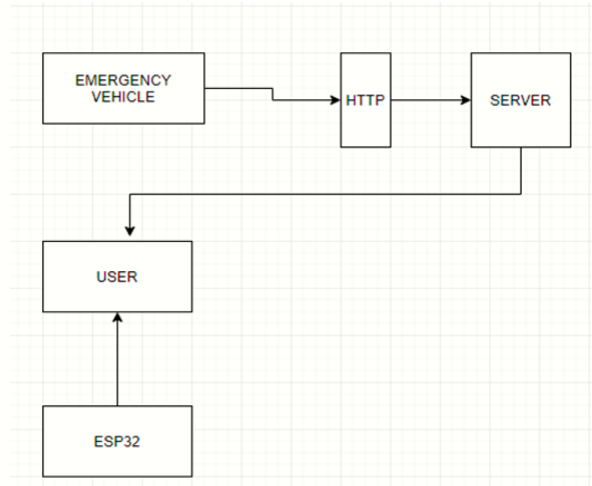 EMERGENCY
VEHICLE
HTTP
SERVER
USER
ESP32